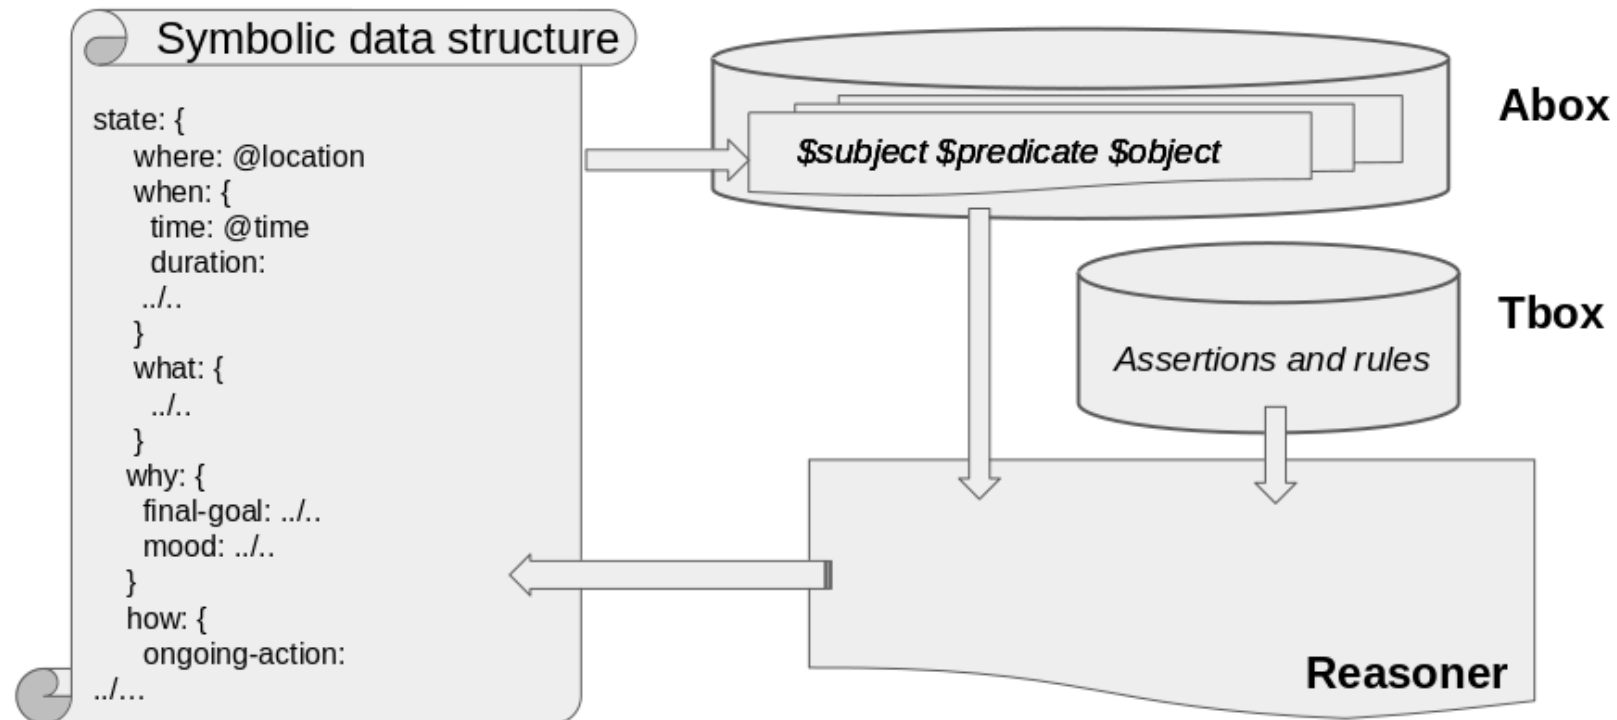 Symbolic data structure
state: {
where: @location
when: {
time: @time
duration:
../..
}
what: {
../..
}
why: {
final-goal: ../..
mood: ../..
}
how: {
ongoing-action:
../...
$subject $predicate $object
Abox
Assertions and rules
Tbox
Reasoner